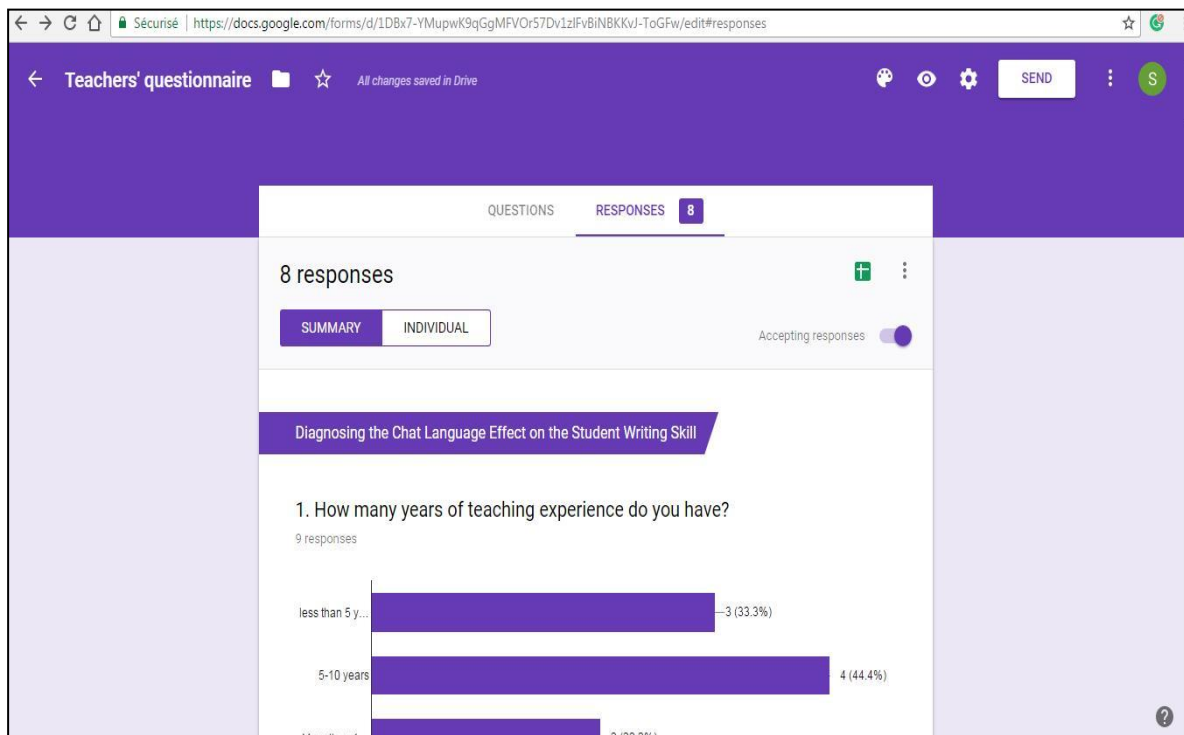 Sécurisé | https://docs.google.com/forms/d/1DBx7-YMupwK9qGgMFVOr57Dv1zlFvBiNBKKvJ-ToGFw/edit#responses
Teachers' questionnaire All changes saved in Drive SEND S
QUESTIONS RESPONSES 8
8 responses
SUMMARY INDIVIDUAL
Accepting responses
Diagnosing the Chat Language Effect on the Student Writing Skill
1. How many years of teaching experience do you have?
9 responses
less than 5 y... 3 (33.3%)
5-10 years 4 (44.4%)